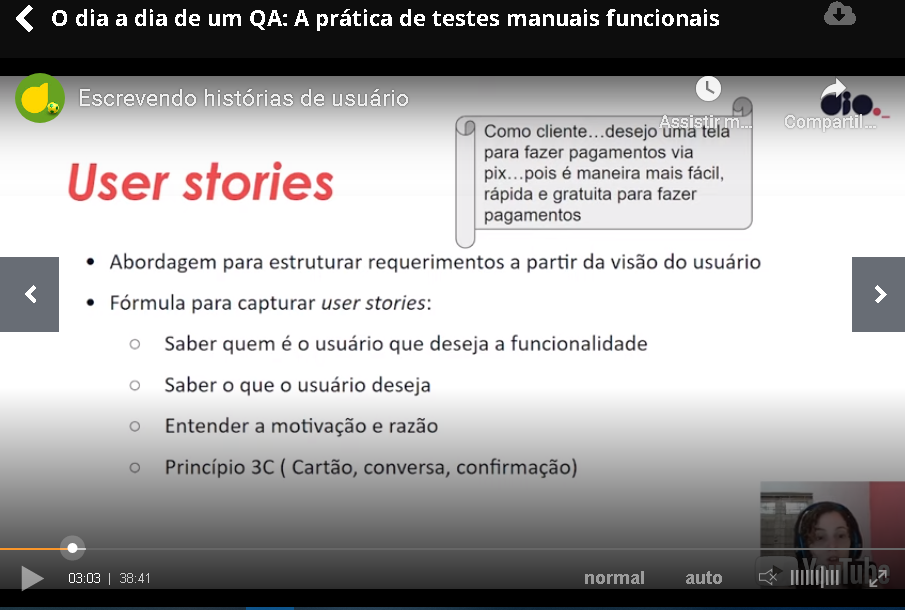 O dia a dia de um QA: A prática de testes manuais funcionais
Escrevendo histórias de usuário
Assistir m...
Compartil...
dio.
Como cliente...desejo uma tela
para fazer pagamentos via
pix...pois é maneira mais fácil,
rápida e gratuita para fazer
pagamentos
User stories
• Abordagem para estruturar requerimentos a partir da visão do usuário
• Fórmula para capturar user stories:
○ Saber quem é o usuário que deseja a funcionalidade
○ Saber o que o usuário deseja
○ Entender a motivação e razão
○ Princípio 3C ( Cartão, conversa, confirmação)
03:03 | 38:41
normal
auto
YouTube